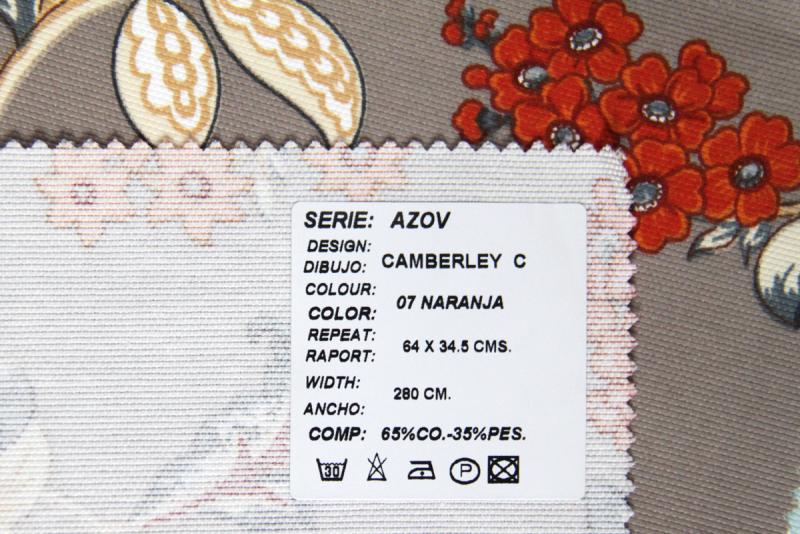 SERIE: AZOV
DESIGN:
DIBUJO: CAMBERLEY C
COLOUR:
COLOR: 07 NARANJA
REPEAT:
RAPORT: 64 X 34.5 CMS.
WIDTH:
ANCHO: 280 CM.
COMP: 65%CO.-35%PES.
30 P